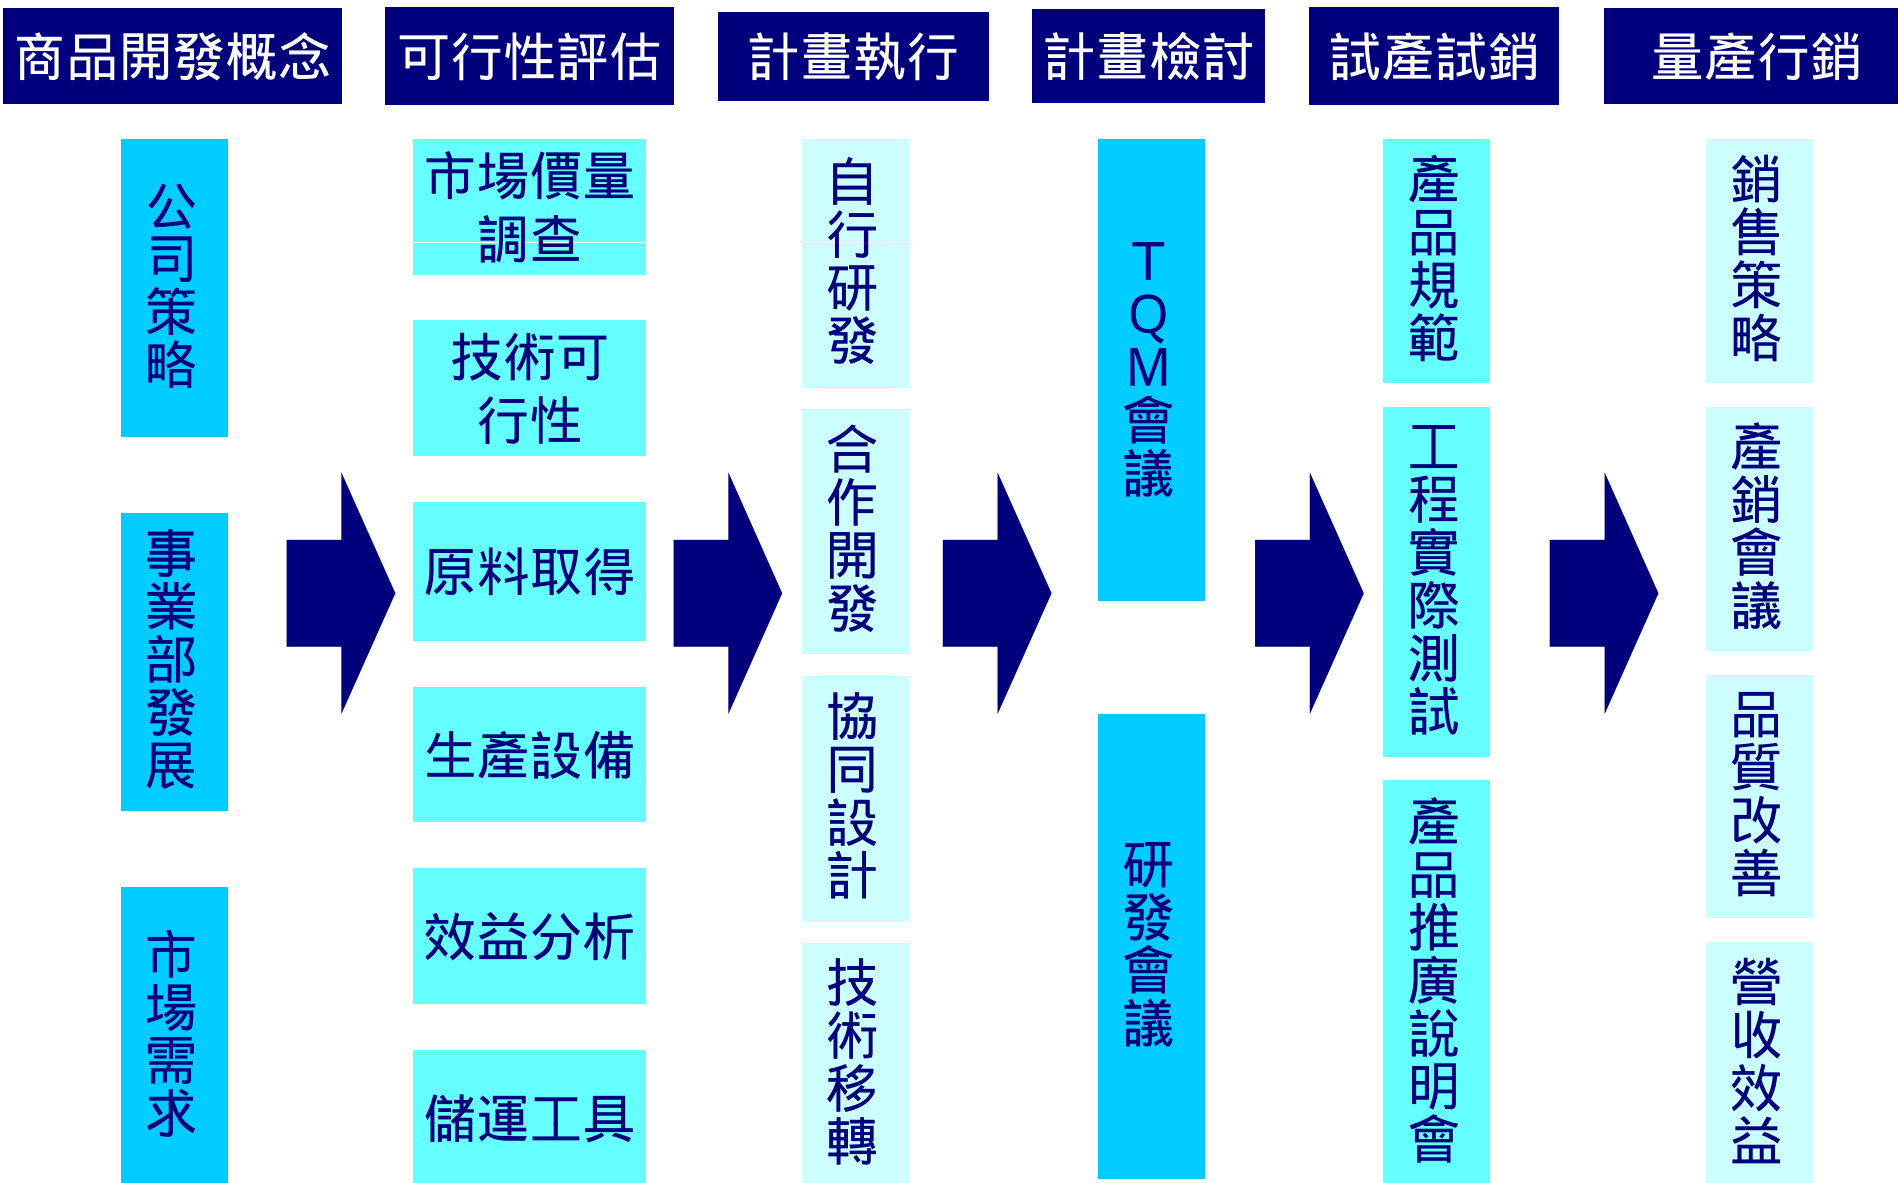 商品開發概念
可行性評估
計畫執行
計畫檢討
試產試銷
量產行銷
公司策略
事業部發展
市場需求
市場價量
調查
技術可
行性
原料取得
生產設備
效益分析
儲運工具
自行研發
合作開發
協同設計
技術移轉
TQM會議
研發會議
產品規範
工程實際測試
產品推廣說明會
銷售策略
產銷會議
品質改善
營收效益